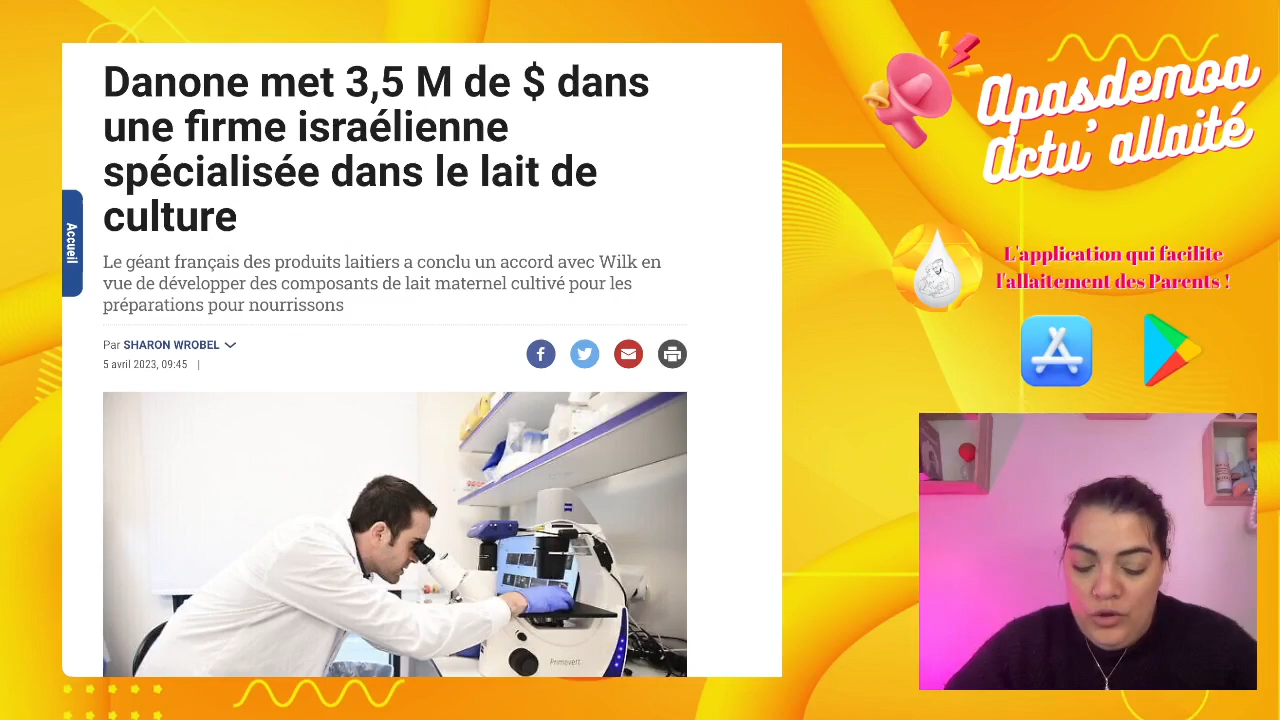 Danone met 3,5 M de $ dans
une firme israélienne
spécialisée dans le lait de
culture
Le géant français des produits laitiers a conclu un accord avec Wilk en
vue de développer des composants de lait maternel cultivé pour les
préparations pour nourrissons
Par SHARON WROBEL
5 avril 2023, 09:45 |
Accueil
Primovert
Apasdemoa
Actu' allaité
L'application qui facilite
l'allaitement des Parents !